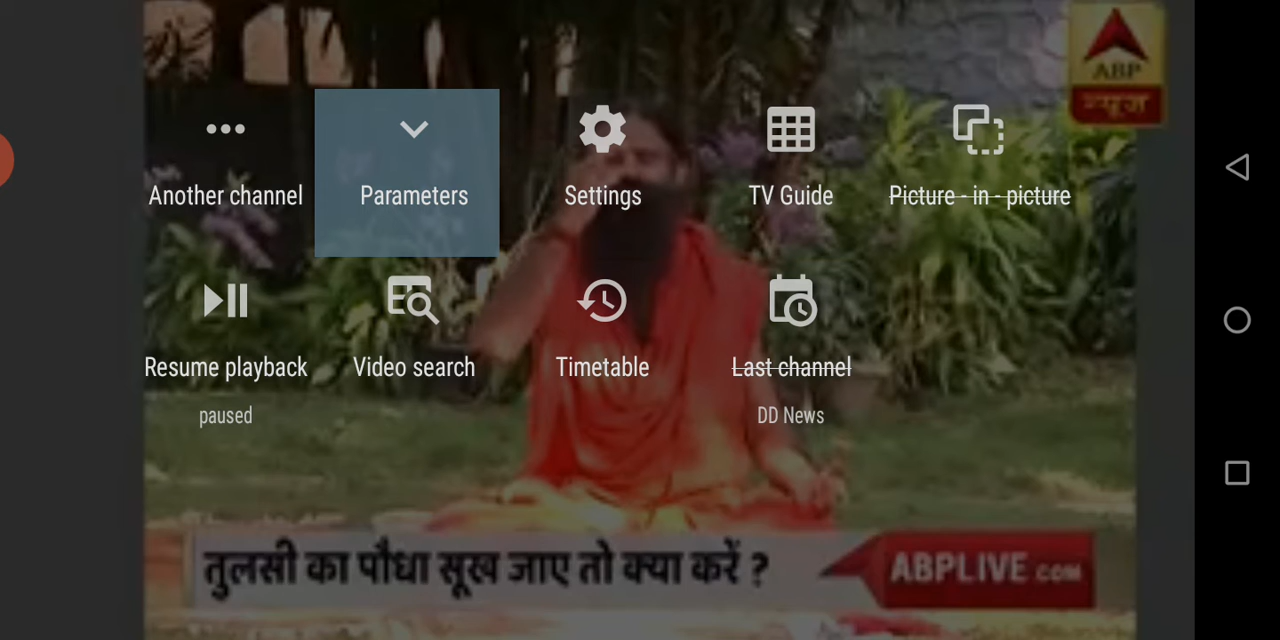 ABP
न्यूज़
Another channel
Parameters
Settings
TV Guide
Picture - in - picture
Resume playback
Video search
Timetable
Last channel
paused
DD News
तुलसी का पौधा सूख जाए तो क्या करें ?
ABPLIVE.COM